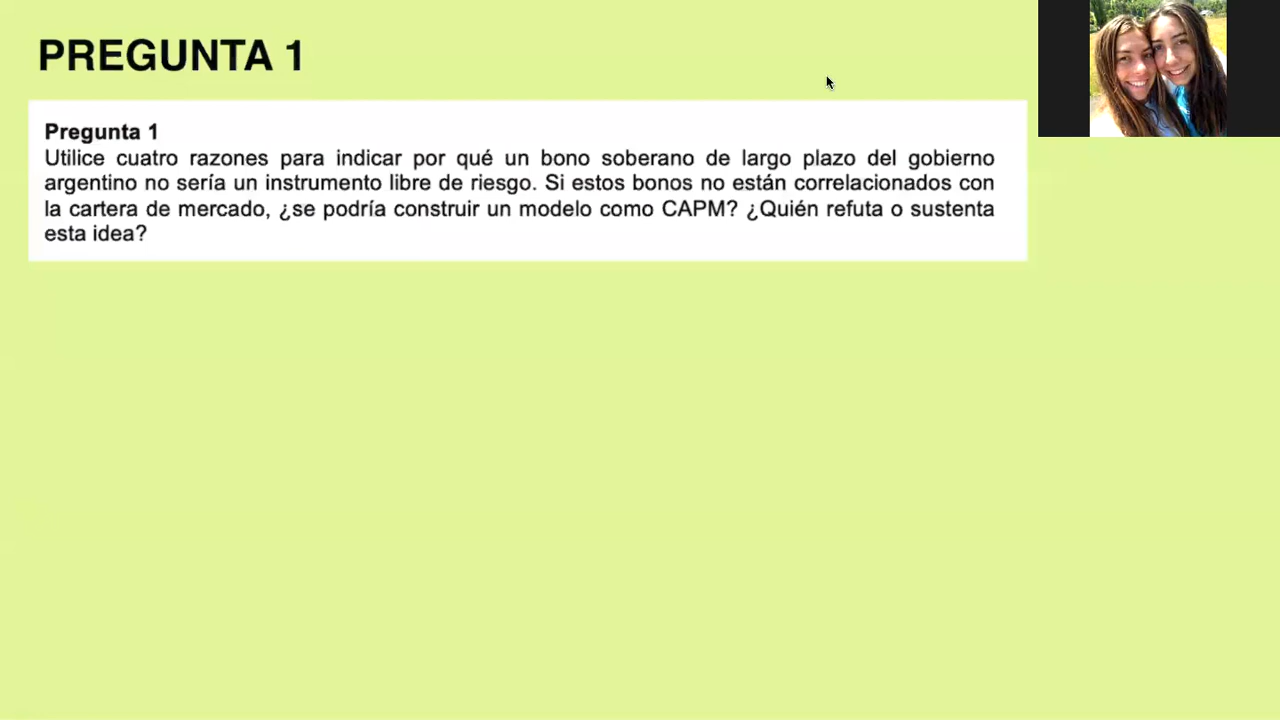 PREGUNTA 1
Pregunta 1
Utilice cuatro razones para indicar por qué un bono soberano de largo plazo del gobierno
argentino no sería un instrumento libre de riesgo. Si estos bonos no están correlacionados con
la cartera de mercado, ¿se podría construir un modelo como CAPM? ¿Quién refuta o sustenta
esta idea?